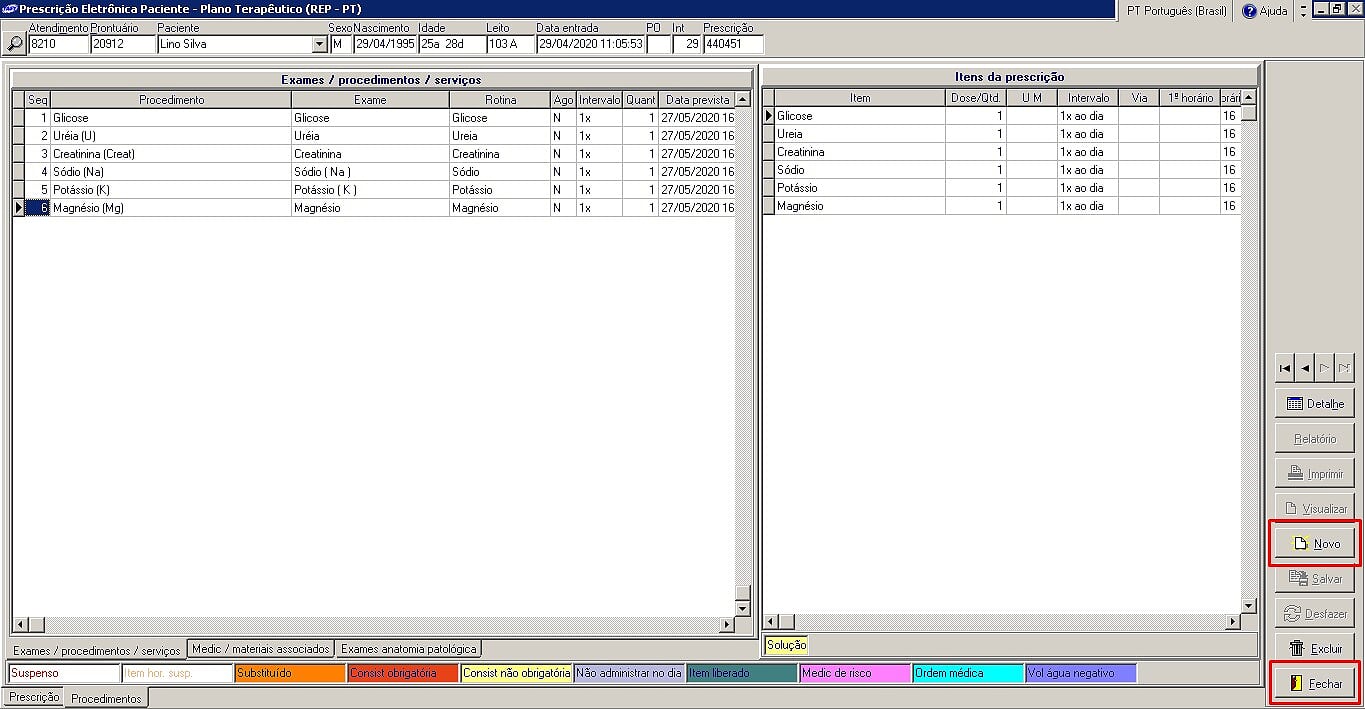 Prescrição Eletrônica Paciente - Plano Terapêutico (REP - PT) PT Português (Brasil) Ajuda
Atendimento Prontuário Paciente Sexo Nascimento Idade Leito Data entrada PO Int Prescrição
8210 20912 Lino Silva M 29/04/1995 25a 28d 103 A 29/04/2020 11:05:53 29 440451
Exames / procedimentos / serviços
Seq Procedimento Exame Rotina Ago Intervalo Quant Data prevista
1 Glicose Glicose Glicose N 1x 1 27/05/2020 16
2 Uréia (U) Uréia Ureia N 1x 1 27/05/2020 16
3 Creatinina (Creat) Creatinina Creatinina N 1x 1 27/05/2020 16
4 Sódio (Na) Sódio ( Na ) Sódio N 1x 1 27/05/2020 16
5 Potássio (K) Potássio ( K ) Potássio N 1x 1 27/05/2020 16
6 Magnésio (Mg) Magnésio Magnésio N 1x 1 27/05/2020 16
Itens da prescrição
Item Dose/Qtd. U M Intervalo Via 1ª horário orári
Glicose 1 1x ao dia 16
Ureia 1 1x ao dia 16
Creatinina 1 1x ao dia 16
Sódio 1 1x ao dia 16
Potássio 1 1x ao dia 16
Magnésio 1 1x ao dia 16
Detalhe
Relatório
Imprimir
Visualizar
Novo
Salvar
Desfazer
Excluir
Fechar
Exames / procedimentos / serviços Medic / materiais associados Exames anatomia patológica
Solução
Suspenso Item hor. susp. Substituído Consist obrigatória Consist não obrigatória Não administrar no dia Item liberado Medic de risco Ordem médica Vol água negativo
Prescrição Procedimentos